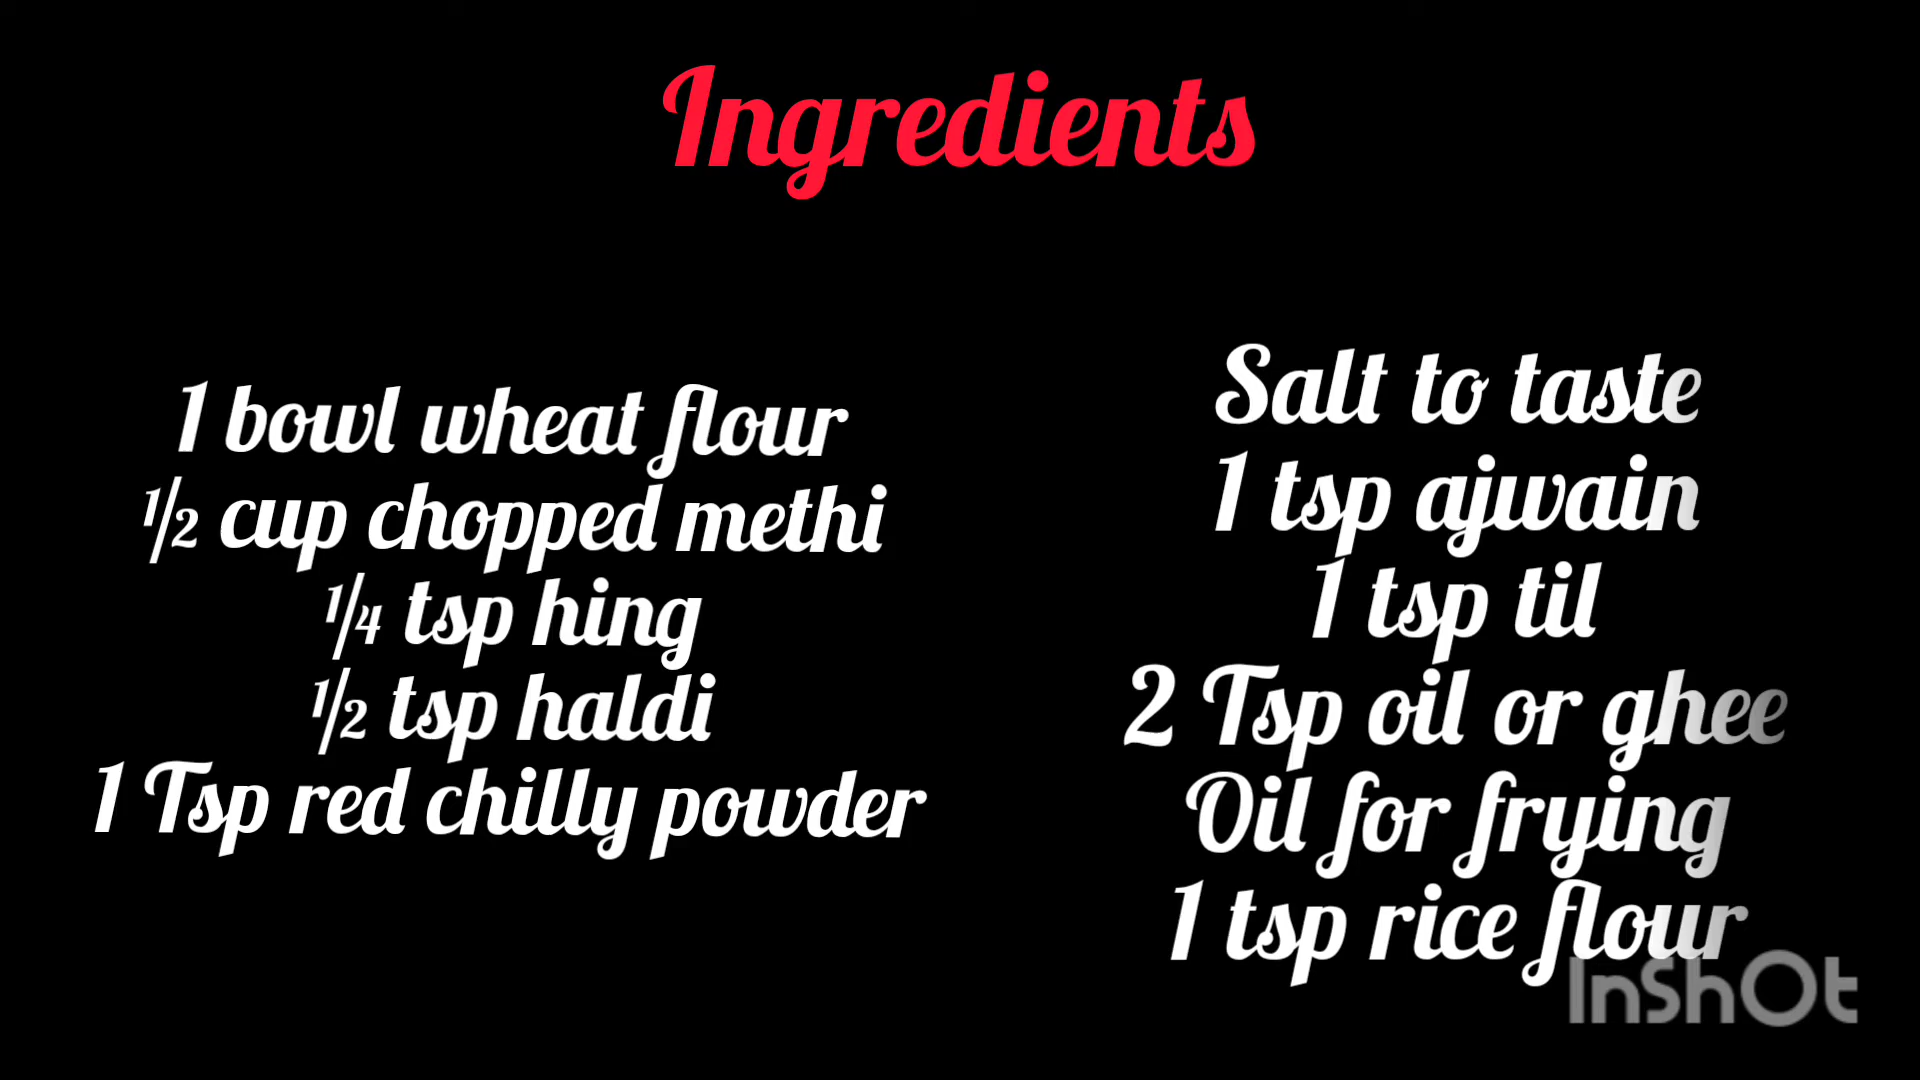 Ingredients
1 bowl wheat flour
½ cup chopped methi
¼ tsp hing
½ tsp haldi
1 Tsp red chilly powder
Salt to taste
1 tsp ajwain
1 tsp til
2 Tsp oil or ghee
Oil for frying
1 tsp rice flour
InShOt